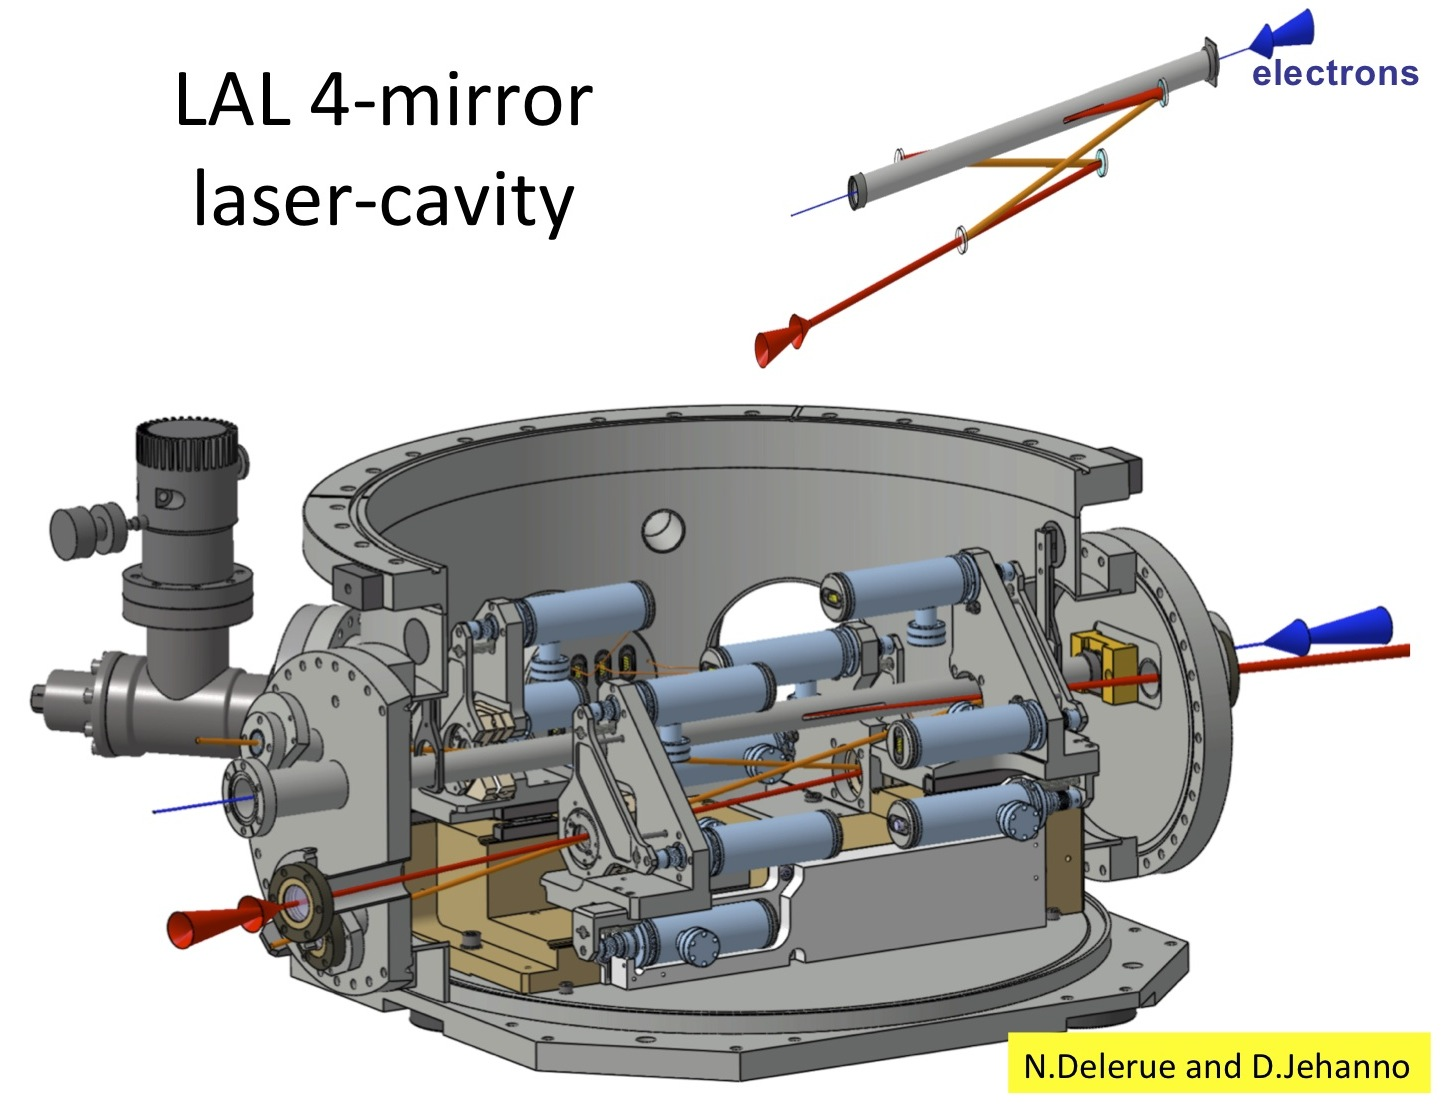 LAL 4-mirror
laser-cavity
electrons
N.Delerue and D.Jehanno